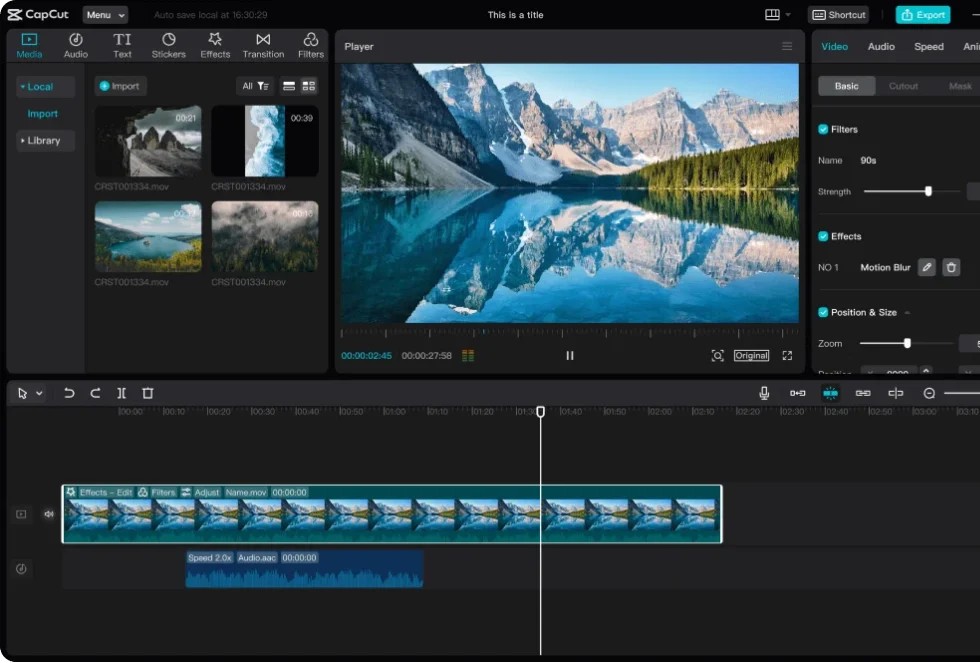 CapCut
Menu
Auto save local at 16:30:29
This is a title
Shortcut
Export
Media
Audio
Text
Stickers
Effects
Transition
Filters
Local
Import
Library
Import
All
00:21
CRST001334.mov
00:39
CRST001334.mov
CRST001334.mov
CRST001334.mov
Player
00:00:02:45
00:00:27:58
Original
Video
Audio
Speed
Ani
Basic
Cutout
Mask
Filters
Name
90s
Strength
Effects
NO 1
Motion Blur
Position & Size
Zoom
00:00
00:10
00:20
00:30
00:40
00:50
01:00
01:10
01:20
01:30
01:40
01:50
02:00
02:10
02:20
02:30
02:40
02:50
03:00
03:10
Effects – Edit
Filters
Adjust
Name.mov
00:00:00
Speed 2.0x
Audio.aac
00:00:00